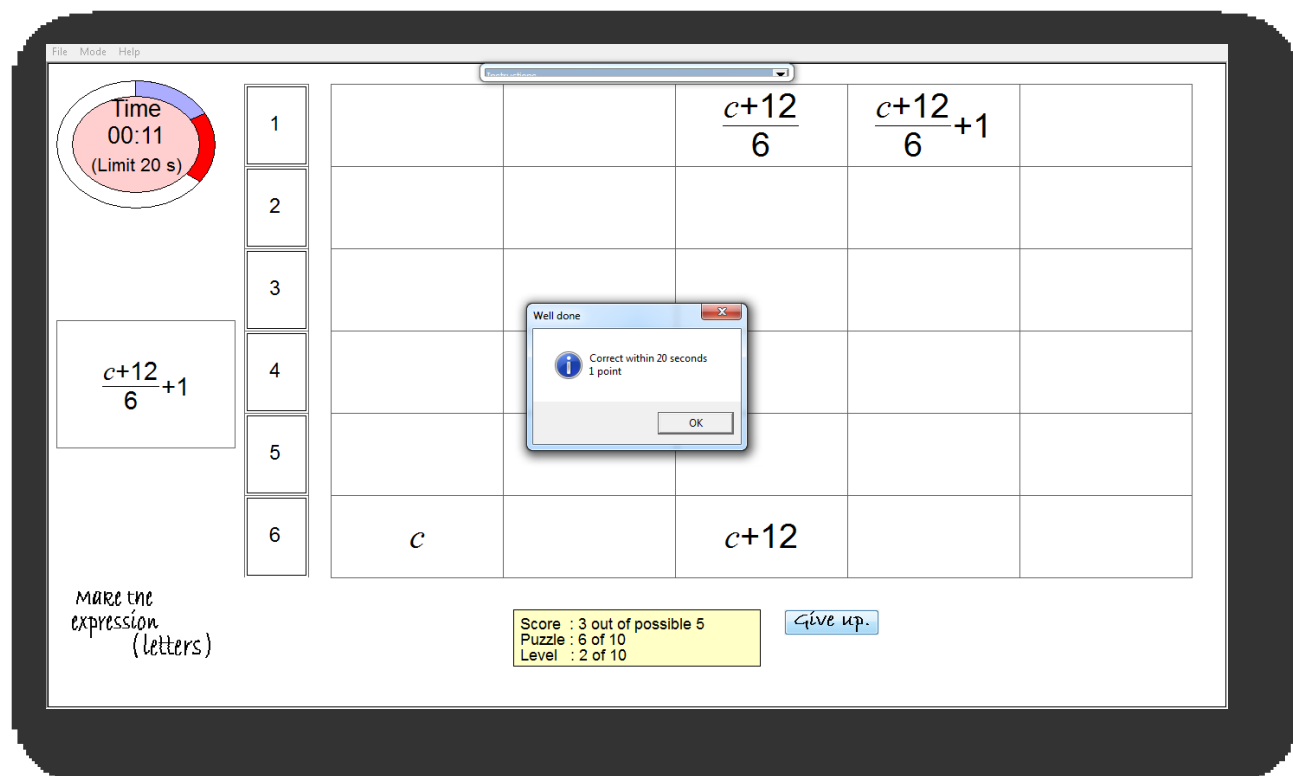 File Mode Help
Instructions
Time
00:11
(Limit 20 s)
1
c+12
6
c+12
6
+1
2
3
Well done
Correct within 20 seconds
1 point
OK
c+12
6
+1
4
5
6
c
c+12
Make the
expression
(letters)
Score : 3 out of possible 5
Puzzle : 6 of 10
Level : 2 of 10
Give up.